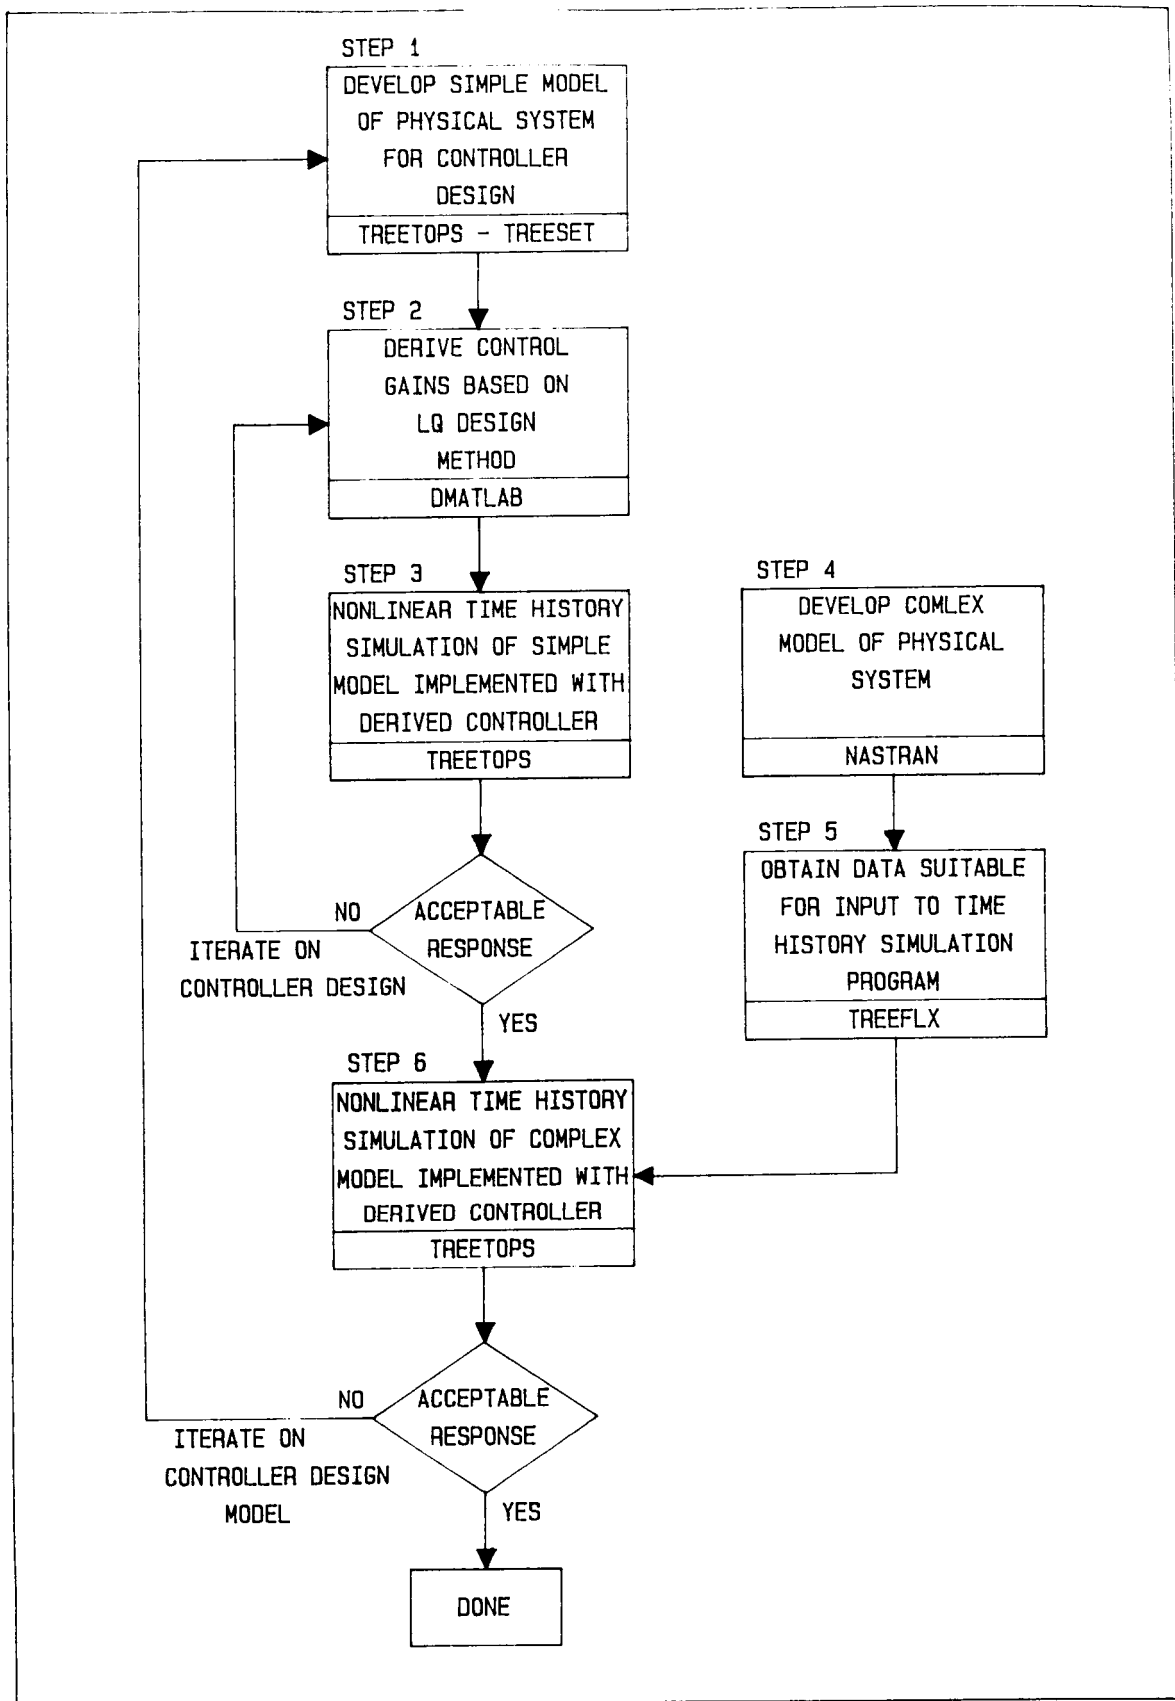 STEP 1
DEVELOP SIMPLE MODEL
OF PHYSICAL SYSTEM
FOR CONTROLLER
DESIGN
TREETOPS - TREESET
STEP 2
DERIVE CONTROL
GAINS BASED ON
LQ DESIGN
METHOD
DMATLAB
STEP 3
NONLINEAR TIME HISTORY
SIMULATION OF SIMPLE
MODEL IMPLEMENTED WITH
DERIVED CONTROLLER
TREETOPS
STEP 4
DEVELOP COMLEX
MODEL OF PHYSICAL
SYSTEM
NASTRAN
STEP 5
OBTAIN DATA SUITABLE
FOR INPUT TO TIME
HISTORY SIMULATION
PROGRAM
TREEFLX
ACCEPTABLE
RESPONSE
NO
ITERATE ON
CONTROLLER DESIGN
YES
STEP 6
NONLINEAR TIME HISTORY
SIMULATION OF COMPLEX
MODEL IMPLEMENTED WITH
DERIVED CONTROLLER
TREETOPS
ACCEPTABLE
RESPONSE
NO
ITERATE ON
CONTROLLER DESIGN
MODEL
YES
DONE